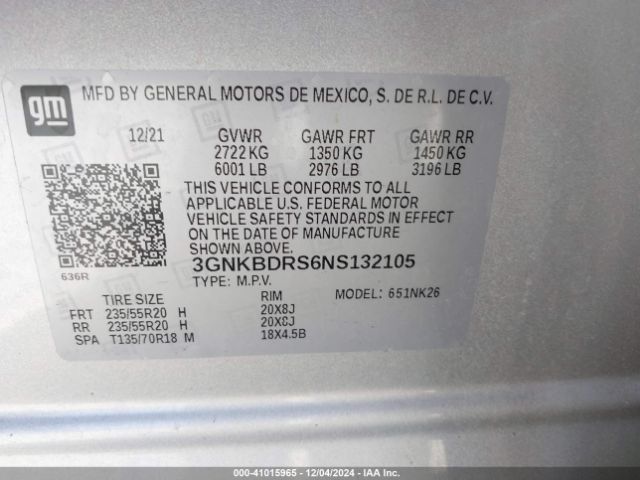 gm
MFD BY GENERAL MOTORS DE MEXICO, S. DE R.L. DE C.V.
12/21 GVWR GAWR FRT GAWR RR
2722 KG 1350 KG 1450 KG
6001 LB 2976 LB 3196 LB
THIS VEHICLE CONFORMS TO ALL
APPLICABLE U.S. FEDERAL MOTOR
VEHICLE SAFETY STANDARDS IN EFFECT
ON THE DATE OF MANUFACTURE
SHOWN ABOVE.
636R 3GNKBDRS6NS132105
TYPE: M.P.V. MODEL: 651NK26
TIRE SIZE RIM
FRT 235/55R20 H 20X8J
RR 235/55R20 H 20X8J
SPA T135/70R18 M 18X4.5B
000-41015965 - 12/04/2024 - IAA Inc.